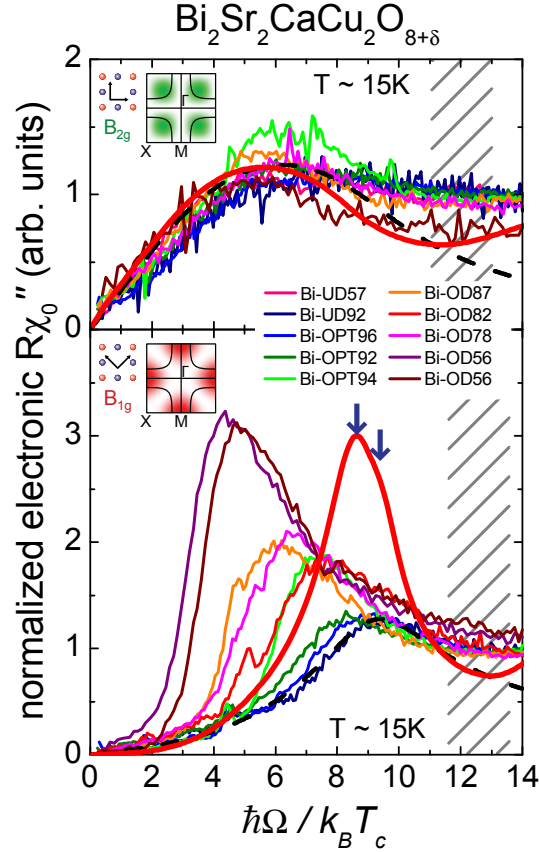 Bi2Sr2CaCu2O8+δ
normalized electronic Rχ0″ (arb. units)
2
1
0
T ~ 15K
B2g
Γ
X M
Bi-UD57 Bi-OD87
Bi-UD92 Bi-OD82
Bi-OPT96 Bi-OD78
Bi-OPT92 Bi-OD56
Bi-OPT94 Bi-OD56
B1g
Γ
X M
3
2
1
0
T ~ 15K
0 2 4 6 8 10 12 14
ℏΩ / kBTc